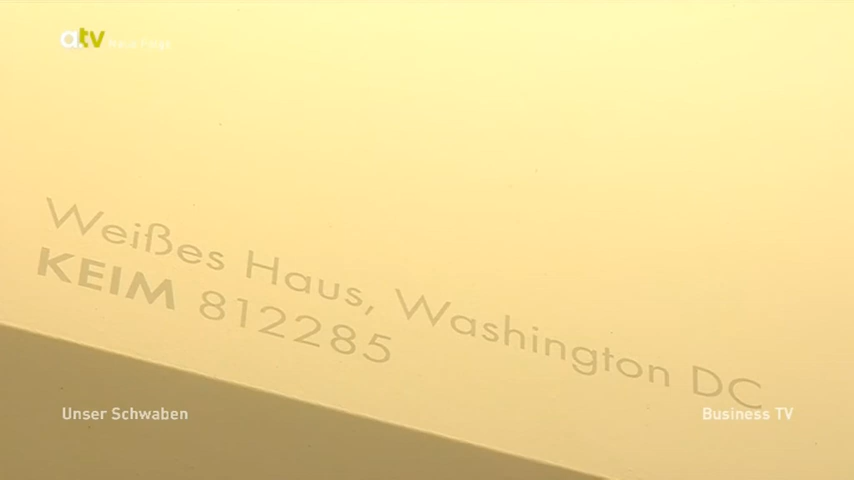 a.tv
Weißes Haus, Washington DC
KEIM 812285
Unser Schwaben
Business TV